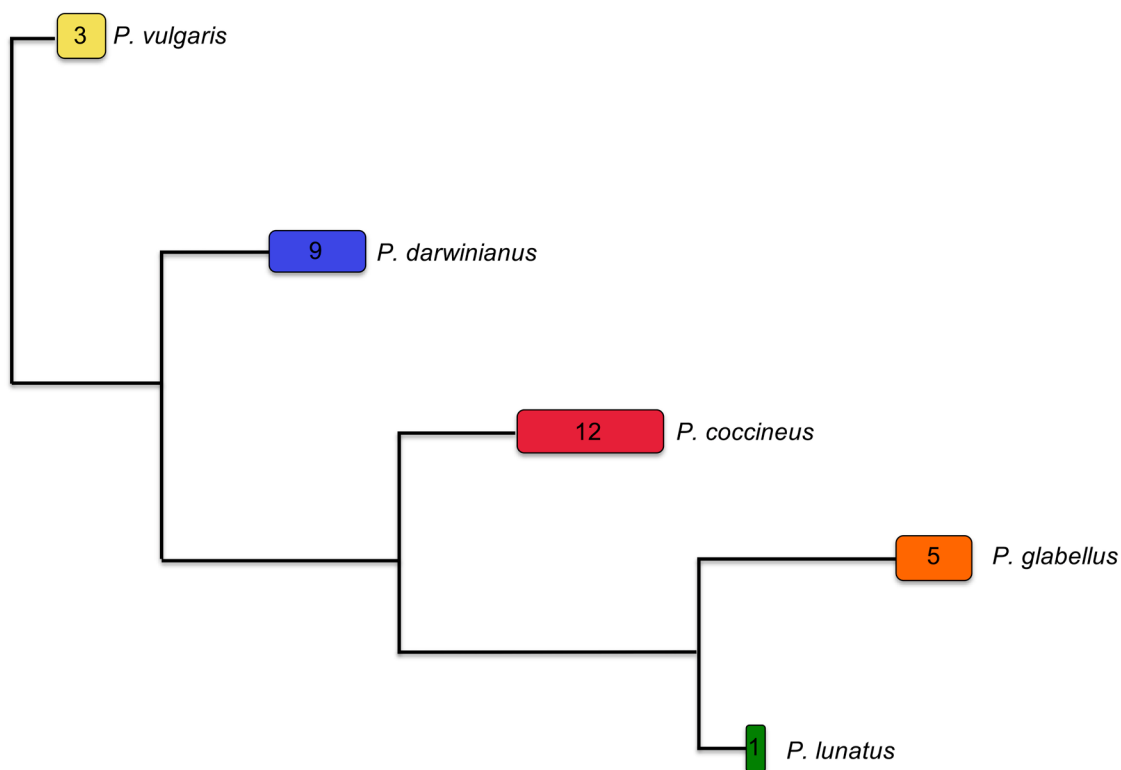 3 P. vulgaris
9 P. darwinianus
12 P. coccineus
5 P. glabellus
1 P. lunatus